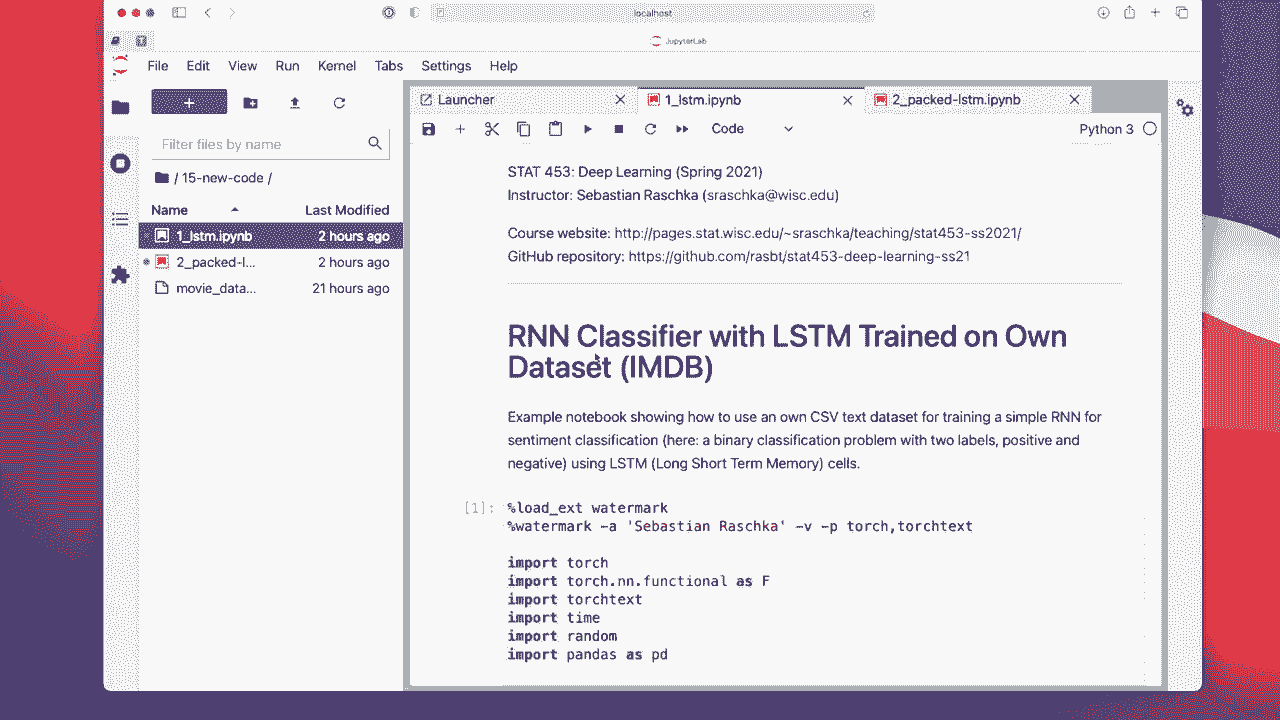 localhost
JupyterLab
File Edit View Run Kernel Tabs Settings Help
Launcher 1_lstm.ipynb 2_packed-lstm.ipynb
Filter files by name
Code
Python 3
/ 15-new-code /
Name Last Modified
1_lstm.ipynb 2 hours ago
2_packed-l... 2 hours ago
movie_data... 21 hours ago
STAT 453: Deep Learning (Spring 2021)
Instructor: Sebastian Raschka (sraschka@wisc.edu)
Course website: http://pages.stat.wisc.edu/~sraschka/teaching/stat453-ss2021/
GitHub repository: https://github.com/rasbt/stat453-deep-learning-ss21
RNN Classifier with LSTM Trained on Own
Dataset (IMDB)
Example notebook showing how to use an own CSV text dataset for training a simple RNN for
sentiment classification (here: a binary classification problem with two labels, positive and
negative) using LSTM (Long Short Term Memory) cells.
[1]: %load_ext watermark
%watermark -a 'Sebastian Raschka' -v -p torch,torchtext
import torch
import torch.nn.functional as F
import torchtext
import time
import random
import pandas as pd